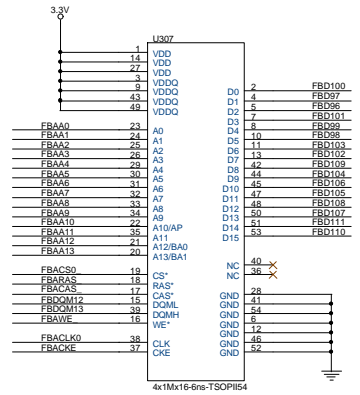 3.3V
U307
1 VDD
14 VDD
27 VDD
3 VDDQ
9 VDDQ
43 VDDQ
49 VDDQ
FBAA0 23 A0
FBAA1 24 A1
FBAA2 25 A2
FBAA3 26 A3
FBAA4 29 A4
FBAA5 30 A5
FBAA6 31 A6
FBAA7 32 A7
FBAA8 33 A8
FBAA9 34 A9
FBAA10 22 A10/AP
FBAA11 35 A11
FBAA12 21 A12/BA0
FBAA13 20 A13/BA1
FBACS0_ 19 CS*
FBARAS_ 18 RAS*
FBACAS_ 17 CAS*
FBDQM12 15 DQML
FBDQM13 39 DQMH
FBAWE_ 16 WE*
FBACLK0 38 CLK
FBACKE 37 CKE
D0 2 FBD100
D1 4 FBD97
D2 5 FBD96
D3 7 FBD101
D4 8 FBD99
D5 10 FBD98
D6 11 FBD103
D7 13 FBD102
D8 42 FBD109
D9 44 FBD104
D10 45 FBD106
D11 47 FBD105
D12 48 FBD108
D13 50 FBD107
D14 51 FBD111
D15 53 FBD110
NC 40
NC 36
GND 28
GND 41
GND 54
GND 6
GND 12
GND 46
GND 52
4x1Mx16-6ns-TSOPII54